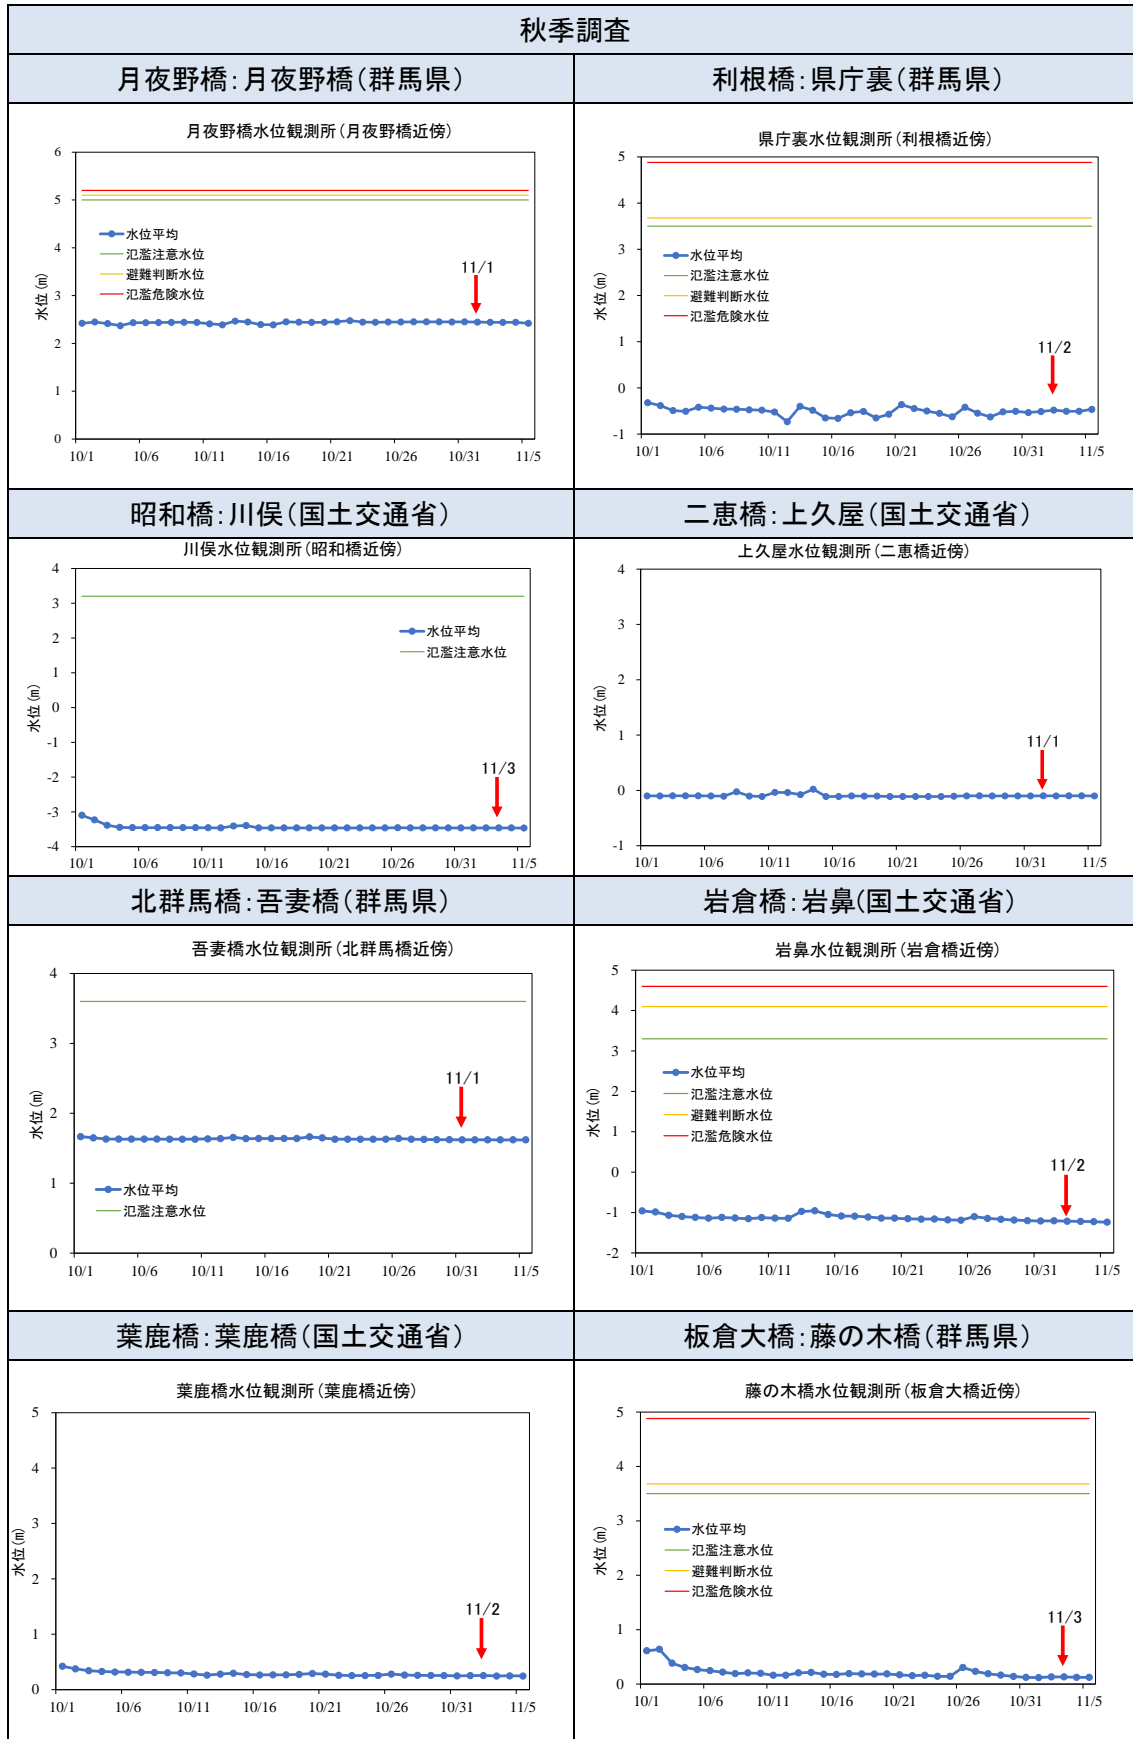 秋季調査
月夜野橋:月夜野橋(群馬県)
利根橋:県庁裏(群馬県)
月夜野橋水位観測所(月夜野橋近傍)
6
5
4
3
2
1
0
水位(m)
水位平均
氾濫注意水位
避難判断水位
氾濫危険水位
11/1
10/1 10/6 10/11 10/16 10/21 10/26 10/31 11/5
県庁裏水位観測所(利根橋近傍)
5
4
3
2
1
0
-1
水位(m)
水位平均
氾濫注意水位
避難判断水位
氾濫危険水位
11/2
10/1 10/6 10/11 10/16 10/21 10/26 10/31 11/5
昭和橋:川俣(国土交通省)
二恵橋:上久屋(国土交通省)
川俣水位観測所(昭和橋近傍)
4
3
2
1
0
-1
-2
-3
-4
水位(m)
水位平均
氾濫注意水位
11/3
10/1 10/6 10/11 10/16 10/21 10/26 10/31 11/5
上久屋水位観測所(二恵橋近傍)
4
3
2
1
0
-1
水位(m)
11/1
10/1 10/6 10/11 10/16 10/21 10/26 10/31 11/5
北群馬橋:吾妻橋(群馬県)
岩倉橋:岩鼻(国土交通省)
吾妻橋水位観測所(北群馬橋近傍)
4
3
2
1
0
水位(m)
11/1
水位平均
氾濫注意水位
10/1 10/6 10/11 10/16 10/21 10/26 10/31 11/5
岩鼻水位観測所(岩倉橋近傍)
5
4
3
2
1
0
-1
-2
水位(m)
水位平均
氾濫注意水位
避難判断水位
氾濫危険水位
11/2
10/1 10/6 10/11 10/16 10/21 10/26 10/31 11/5
葉鹿橋:葉鹿橋(国土交通省)
板倉大橋:藤の木橋(群馬県)
葉鹿橋水位観測所(葉鹿橋近傍)
5
4
3
2
1
0
水位(m)
11/2
10/1 10/6 10/11 10/16 10/21 10/26 10/31 11/5
藤の木橋水位観測所(板倉大橋近傍)
5
4
3
2
1
0
水位(m)
水位平均
氾濫注意水位
避難判断水位
氾濫危険水位
11/3
10/1 10/6 10/11 10/16 10/21 10/26 10/31 11/5